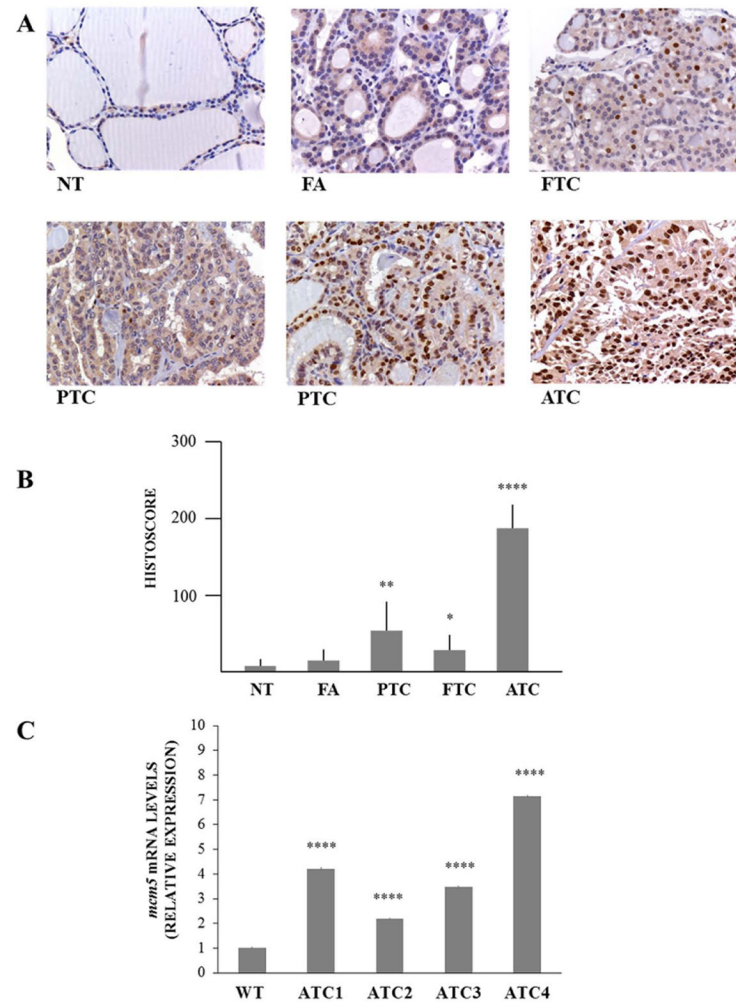 A
NT
FA
FTC
PTC
PTC
ATC
B
HISTOSCORE
300
200
100
**
*
****
NT
FA
PTC
FTC
ATC
C
mcm5 mRNA LEVELS
(RELATIVE EXPRESSION)
10
9
8
7
6
5
4
3
2
1
0
****
****
****
****
WT
ATC1
ATC2
ATC3
ATC4